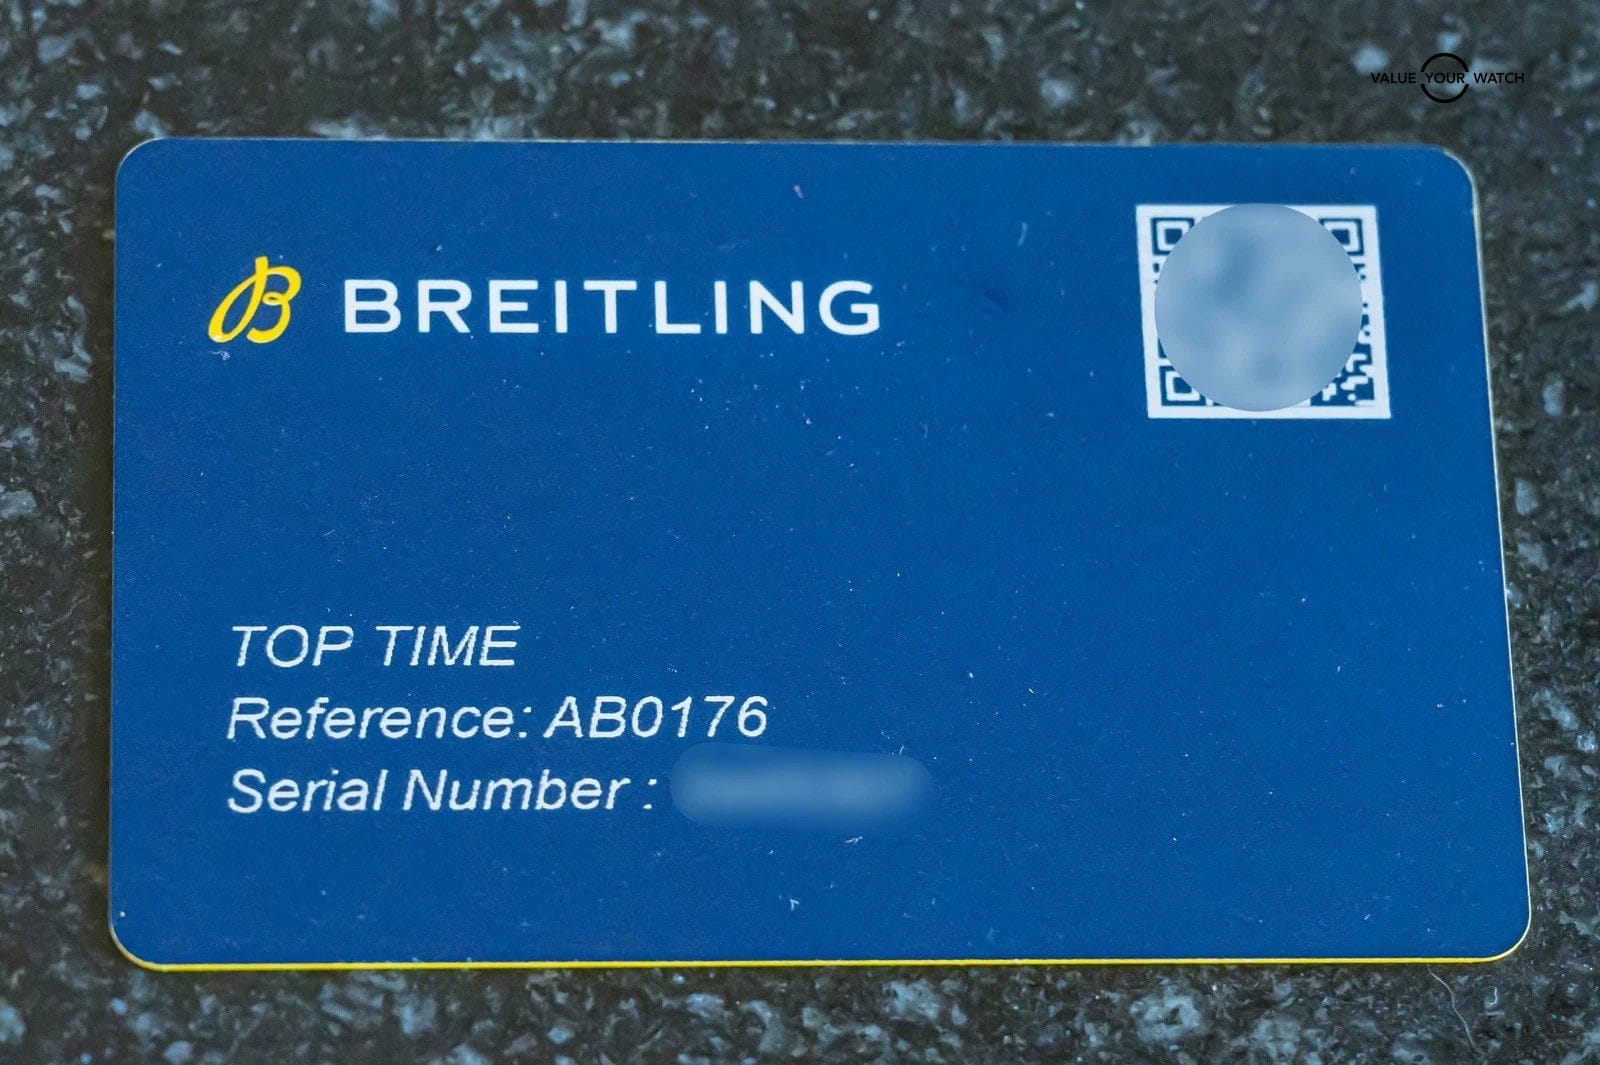 VALUE YOUR WATCH
BREITLING
TOP TIME
Reference: AB0176
Serial Number :